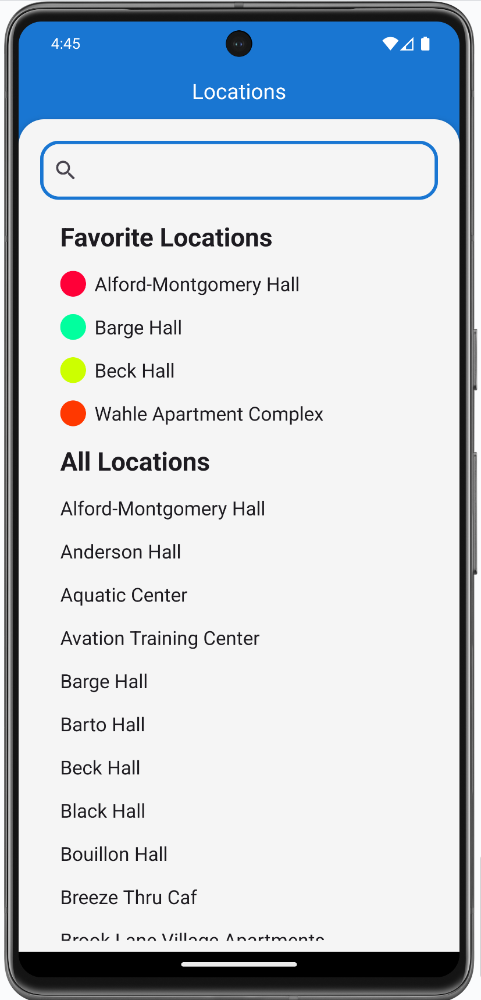 4:45
Locations
Favorite Locations
Alford-Montgomery Hall
Barge Hall
Beck Hall
Wahle Apartment Complex
All Locations
Alford-Montgomery Hall
Anderson Hall
Aquatic Center
Avation Training Center
Barge Hall
Barto Hall
Beck Hall
Black Hall
Bouillon Hall
Breeze Thru Caf
Brook Lane Village Apartments